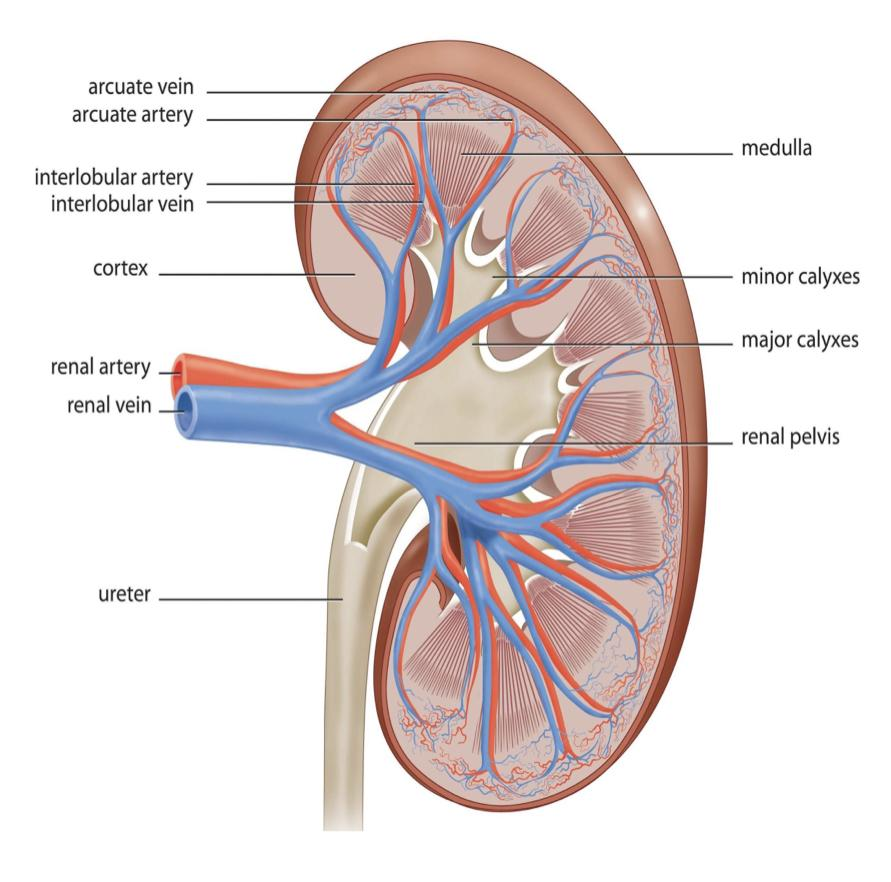 arcuate vein
arcuate artery
interlobular artery
interlobular vein
cortex
renal artery
renal vein
ureter
medulla
minor calyxes
major calyxes
renal pelvis